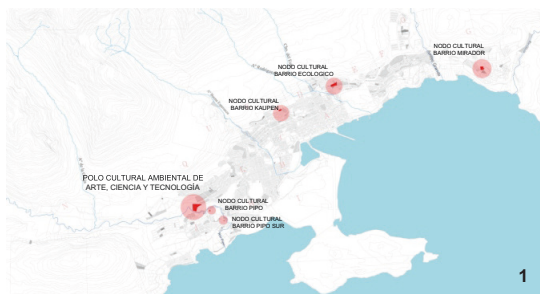 NODO CULTURAL
BARRIO MIRADOR
NODO CULTURAL
BARRIO ECOLOGICO
NODO CULTURAL
BARRIO KAUPEN
POLO CULTURAL AMBIENTAL DE
ARTE, CIENCIA Y TECNOLOGÍA
NODO CULTURAL
BARRIO PIPO
NODO CULTURAL
BARRIO PIPO SUR
1